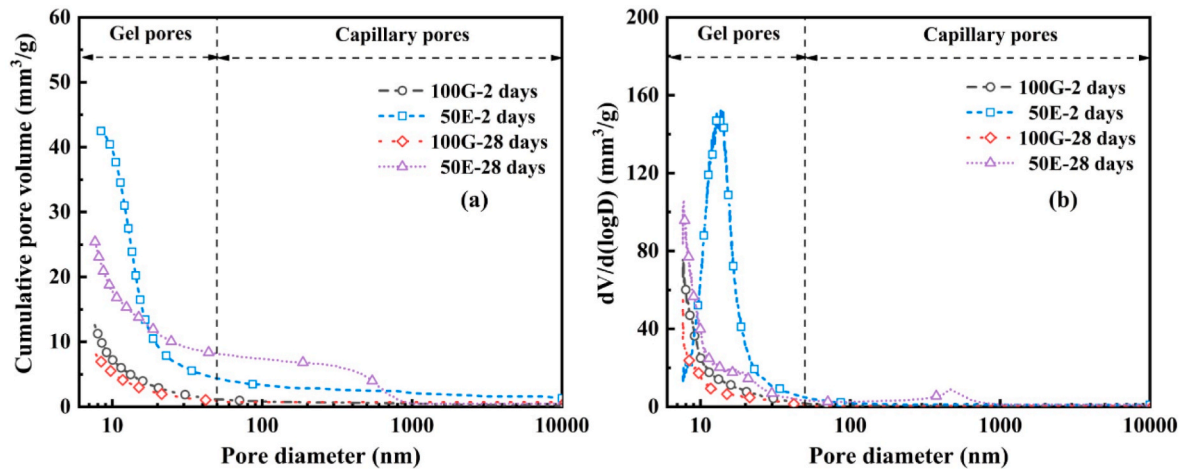 Gel pores
Capillary pores
100G-2 days
50E-2 days
100G-28 days
50E-28 days
(a)
Cumulative pore volume (mm³/g)
60
50
40
30
20
10
0
10
100
1000
10000
Pore diameter (nm)
Gel pores
Capillary pores
100G-2 days
50E-2 days
100G-28 days
50E-28 days
(b)
dV/d(logD) (mm³/g)
200
160
120
80
40
0
10
100
1000
10000
Pore diameter (nm)